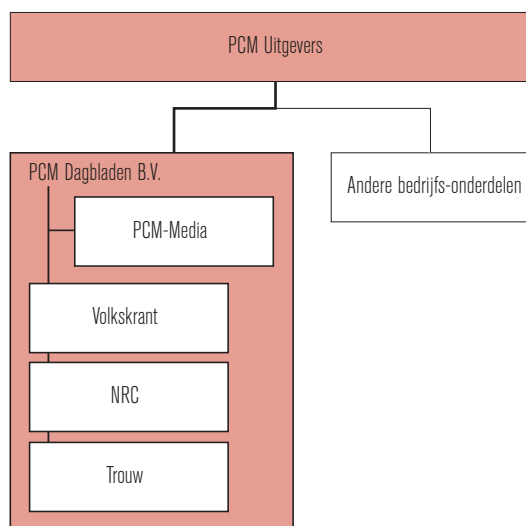 PCM Uitgevers
PCM Dagbladen B.V.
Andere bedrijfs-onderdelen
PCM-Media
Volkskrant
NRC
Trouw